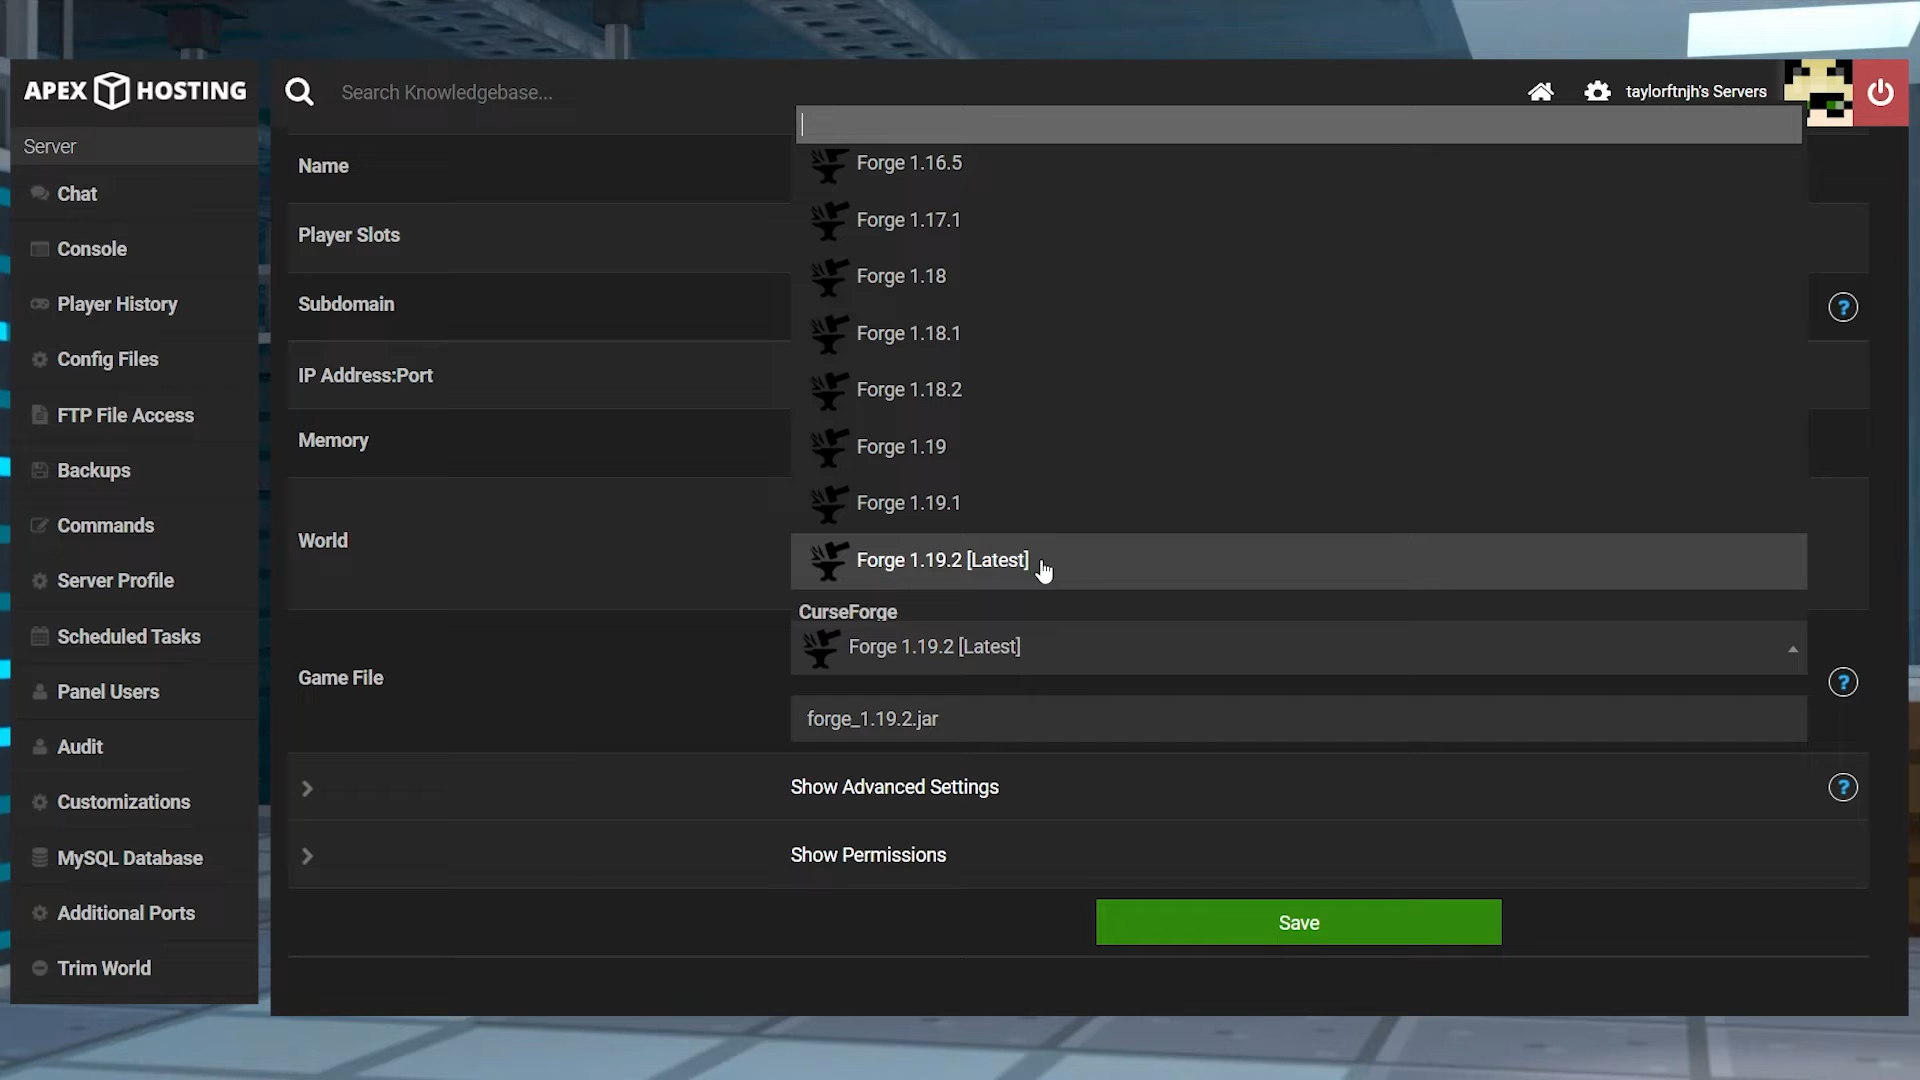 APEX HOSTING
Search Knowledgebase...
taylorftnjh's Servers
Server
Chat
Console
Player History
Config Files
FTP File Access
Backups
Commands
Server Profile
Scheduled Tasks
Panel Users
Audit
Customizations
MySQL Database
Additional Ports
Trim World
Name
Player Slots
Subdomain
IP Address:Port
Memory
World
Game File
Forge 1.16.5
Forge 1.17.1
Forge 1.18
Forge 1.18.1
Forge 1.18.2
Forge 1.19
Forge 1.19.1
Forge 1.19.2 [Latest]
CurseForge
Forge 1.19.2 [Latest]
forge_1.19.2.jar
?
?
Show Advanced Settings
?
Show Permissions
Save